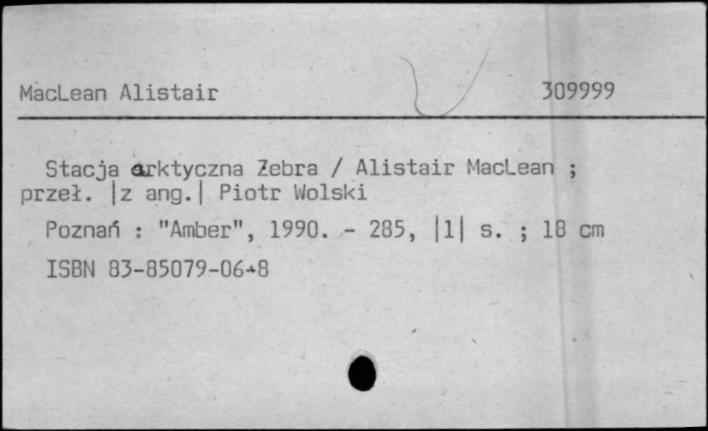 MacLean Alistair 309999
Stacja arktyczna Zebra / Alistair MacLean ;
przeł. |z ang.| Piotr Wolski
Poznań : "Amber", 1990. - 285, |1| s. ; 18 cm
ISBN 83-85079-06-8